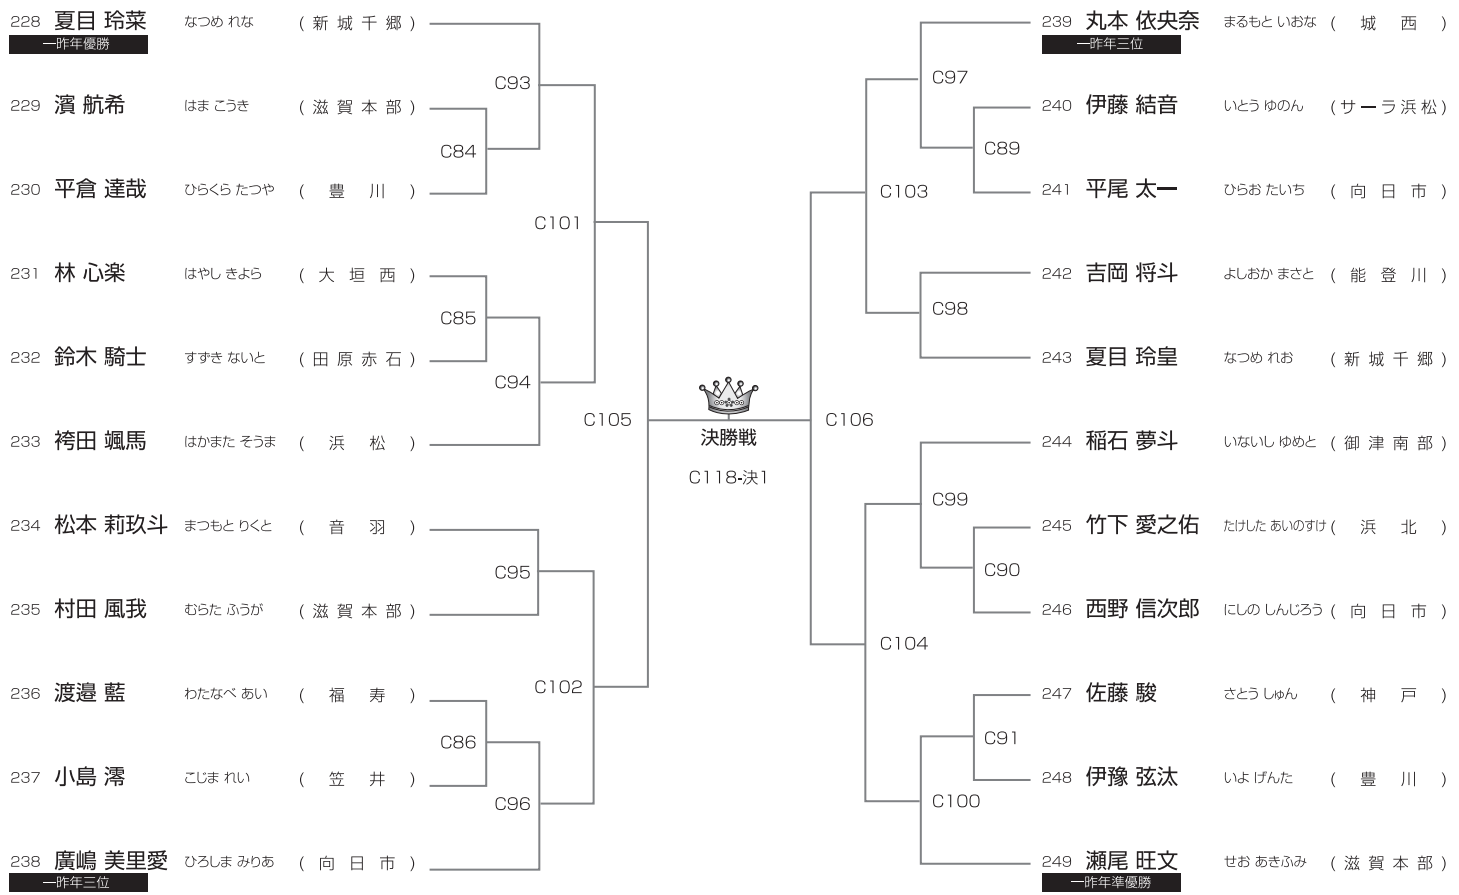 228 夏目 玲菜 なつめ れな ( 新 城 千 郷 )
一昨年優勝
C93
229 濱 航希 はま こうき ( 滋 賀 本 部 )
C84
230 平倉 達哉 ひらくら たつや ( 豊 川 )
C101
231 林 心楽 はやし きよら ( 大 垣 西 )
C85
232 鈴木 騎士 すずき ないと ( 田 原 赤 石 )
C94
233 袴田 颯馬 はかまた そうま ( 浜 松 )
C105
234 松本 莉玖斗 まつもと りくと ( 音 羽 )
C95
235 村田 風我 むらた ふうが ( 滋 賀 本 部 )
C102
236 渡邉 藍 わたなべ あい ( 福 寿 )
C86
237 小島 澪 こじま れい ( 笠 井 )
C96
238 廣嶋 美里愛 ひろしま みりあ ( 向 日 市 )
一昨年三位
決勝戦
C118-決1
239 丸本 依央奈 まるもと いおな ( 城 西 )
一昨年三位
C97
240 伊藤 結音 いとう ゆのん ( サ ー ラ 浜 松 )
C89
241 平尾 太一 ひらお たいち ( 向 日 市 )
C103
242 吉岡 将斗 よしおか まさと ( 能 登 川 )
C98
243 夏目 玲皇 なつめ れお ( 新 城 千 郷 )
C106
244 稲石 夢斗 いないし ゆめと ( 御 津 南 部 )
C99
245 竹下 愛之佑 たけした あいのすけ ( 浜 北 )
C90
246 西野 信次郎 にしの しんじろう ( 向 日 市 )
C104
247 佐藤 駿 さとう しゅん ( 神 戸 )
C91
248 伊豫 弦汰 いよ げんた ( 豊 川 )
C100
249 瀬尾 旺文 せお あきふみ ( 滋 賀 本 部 )
一昨年準優勝